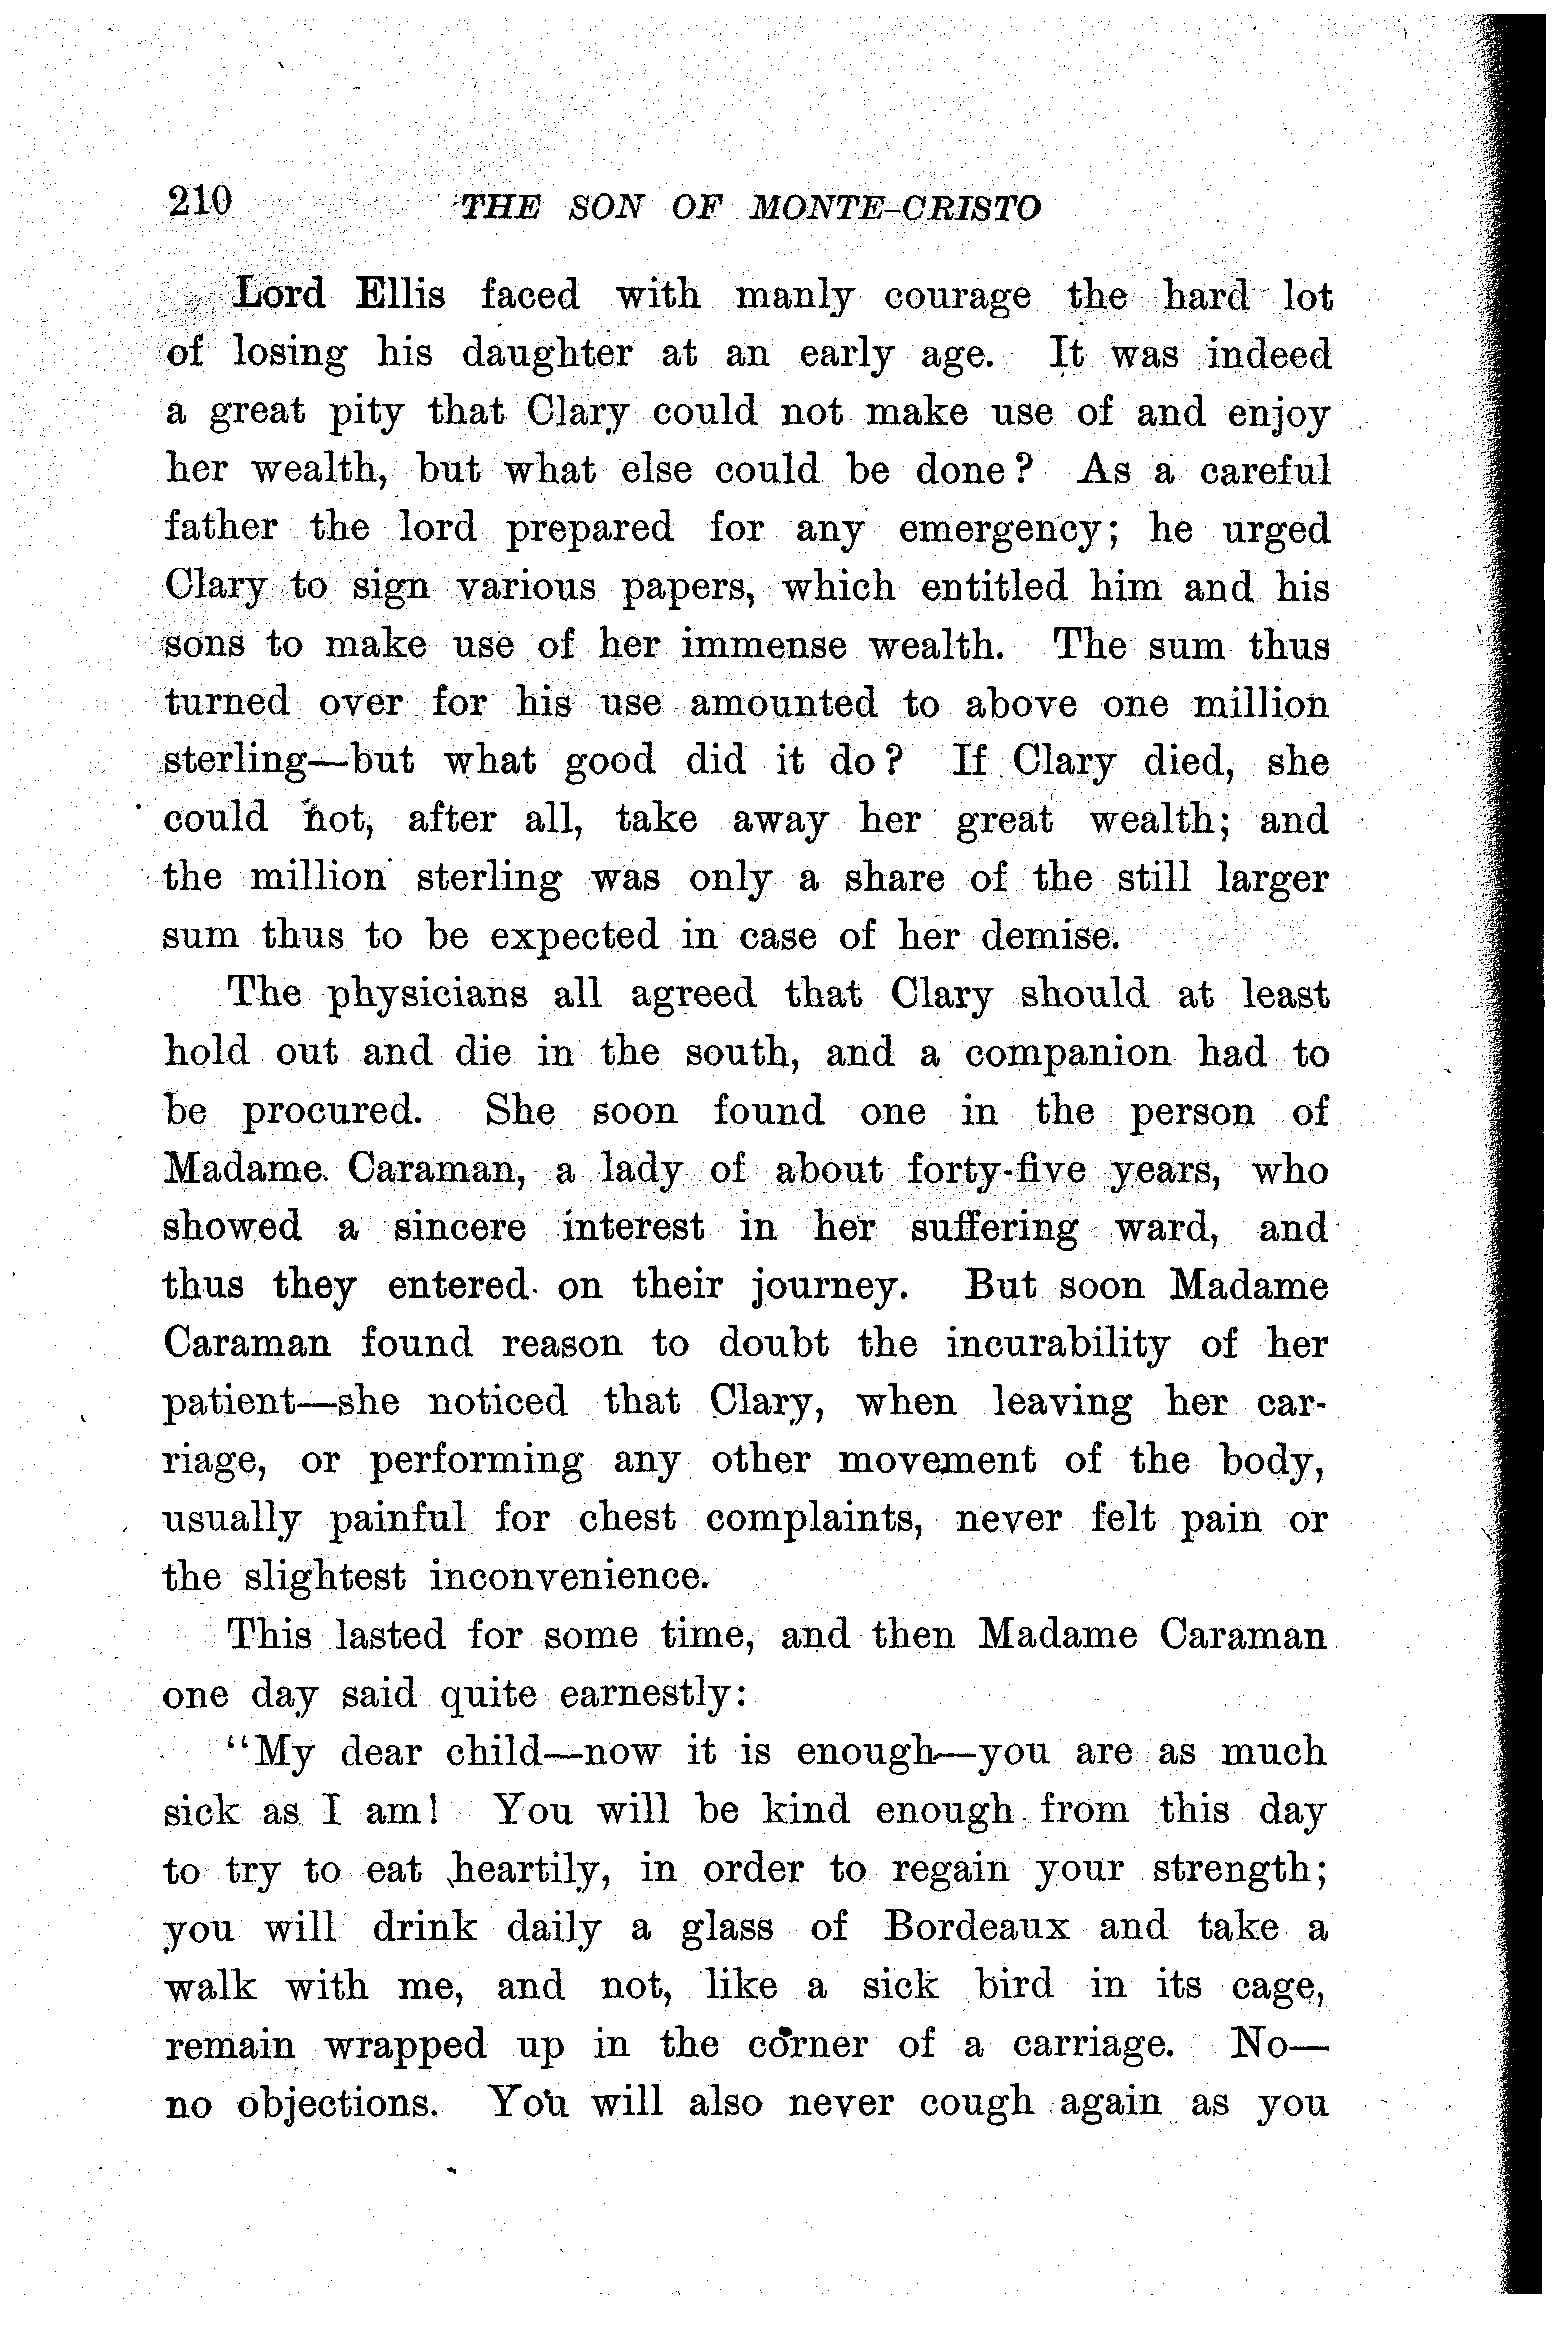 210 THE SON OF MONTE-CRISTO
Lord Ellis faced with manly courage the hard lot
of losing his daughter at an early age. It was indeed
a great pity that Clary could not make use of and enjoy
her wealth, but what else could be done? As a careful
father the lord prepared for any emergency; he urged
Clary to sign various papers, which entitled him and his
sons to make use of her immense wealth. The sum thus
turned over for his use amounted to above one million
sterling—but what good did it do? If Clary died, she
could not, after all, take away her great wealth; and
the million sterling was only a share of the still larger
sum thus to be expected in case of her demise.
The physicians all agreed that Clary should at least
hold out and die in the south, and a companion had to
be procured. She soon found one in the person of
Madame Caraman, a lady of about forty-five years, who
showed a sincere interest in her suffering ward, and
thus they entered on their journey. But soon Madame
Caraman found reason to doubt the incurability of her
patient—she noticed that Clary, when leaving her car-
riage, or performing any other movement of the body,
usually painful for chest complaints, never felt pain or
the slightest inconvenience.
This lasted for some time, and then Madame Caraman
one day said quite earnestly:
"My dear child—now it is enough—you are as much
sick as I am! You will be kind enough from this day
to try to eat heartily, in order to regain your strength;
you will drink daily a glass of Bordeaux and take a
walk with me, and not, like a sick bird in its cage,
remain wrapped up in the corner of a carriage. No—
no objections. You will also never cough again as you